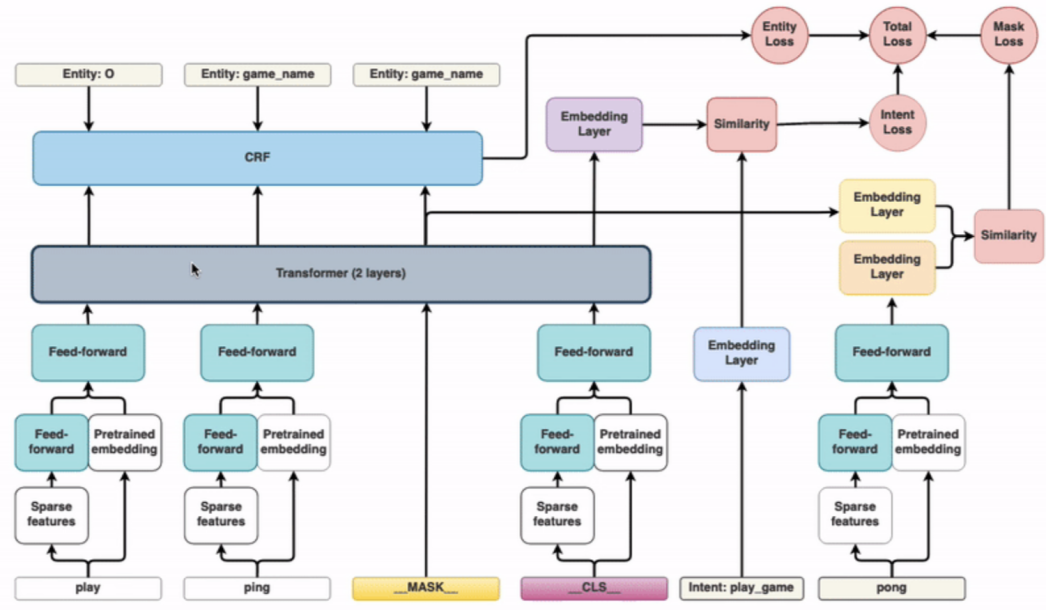 Entity
Loss
Total
Loss
Mask
Loss
Entity: O
Entity: game_name
Entity: game_name
Embedding
Layer
Similarity
Intent
Loss
CRF
Embedding
Layer
Similarity
Embedding
Layer
Transformer (2 layers)
Feed-forward
Feed-forward
Feed-forward
Embedding
Layer
Feed-forward
Feed-
forward
Pretrained
embedding
Feed-
forward
Pretrained
embedding
Feed-
forward
Pretrained
embedding
Feed-
forward
Pretrained
embedding
Sparse
features
Sparse
features
Sparse
features
Sparse
features
play
ping
__MASK__
__CLS__
Intent: play_game
pong